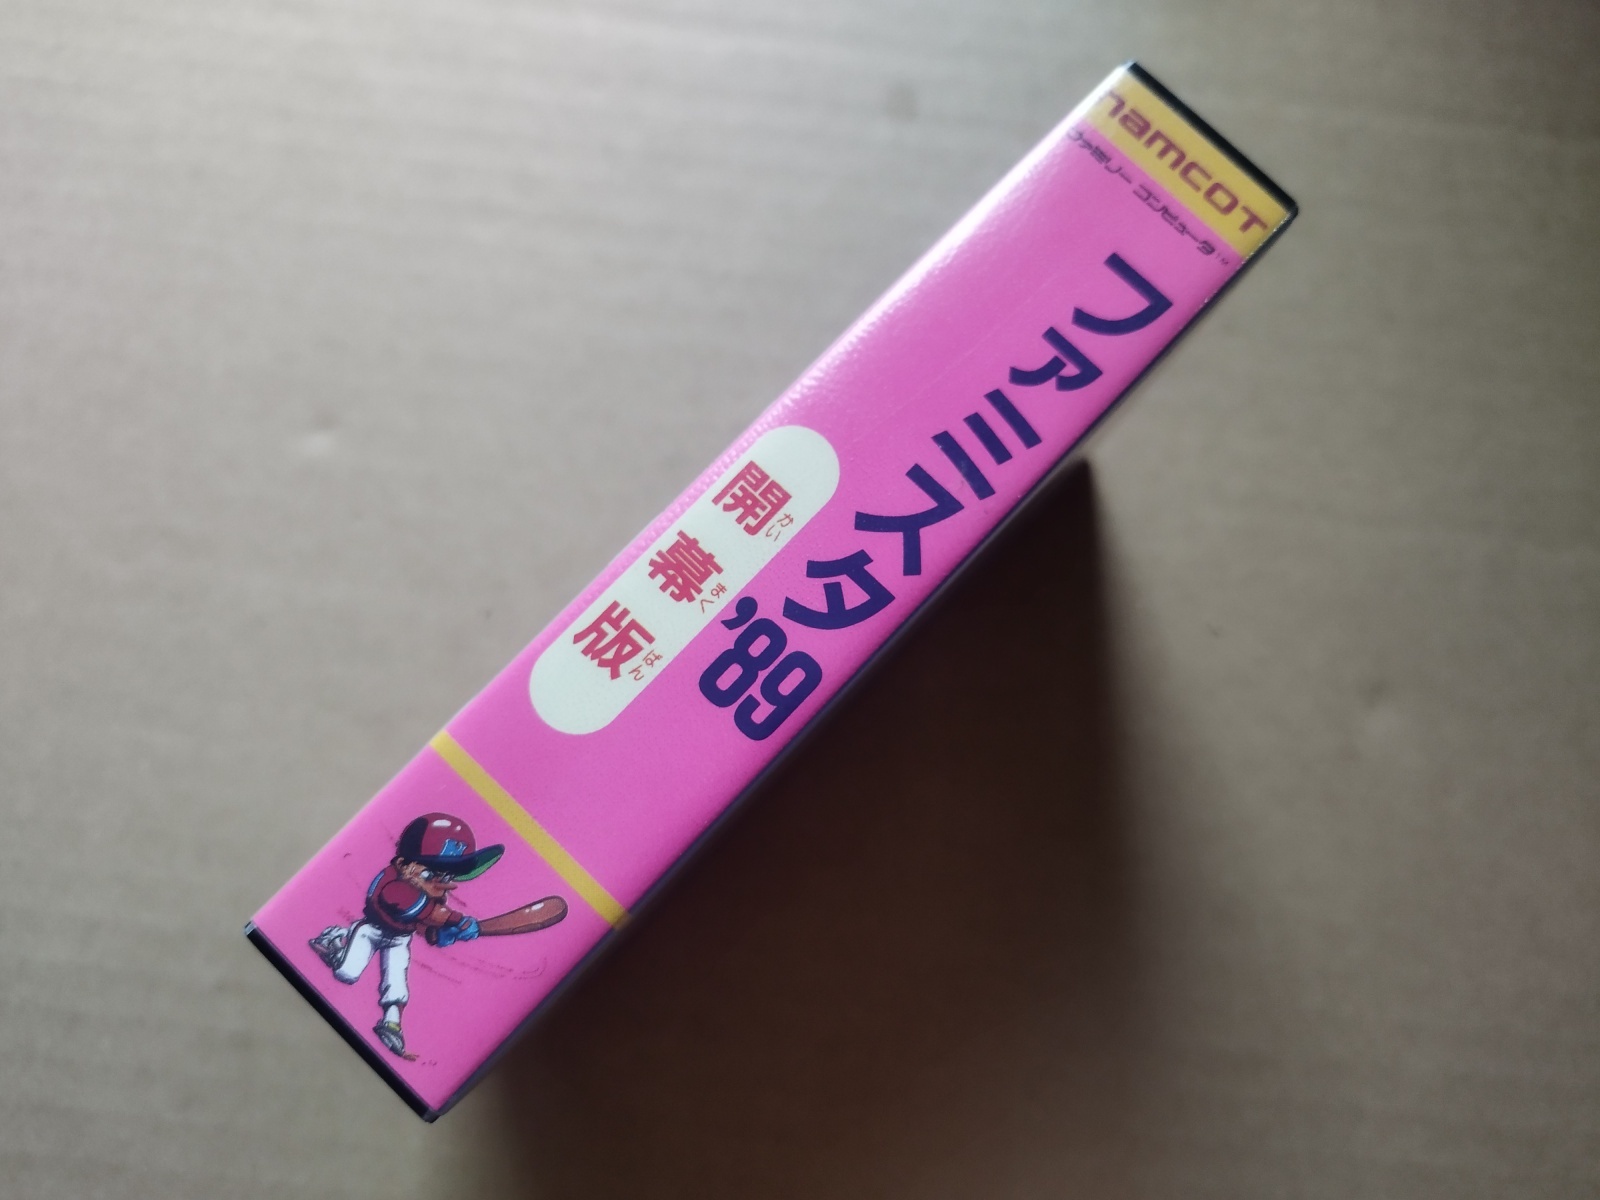 namcot
ファミリー コンピュータ™
ファミスタ'89
開幕版
かい まく ばん